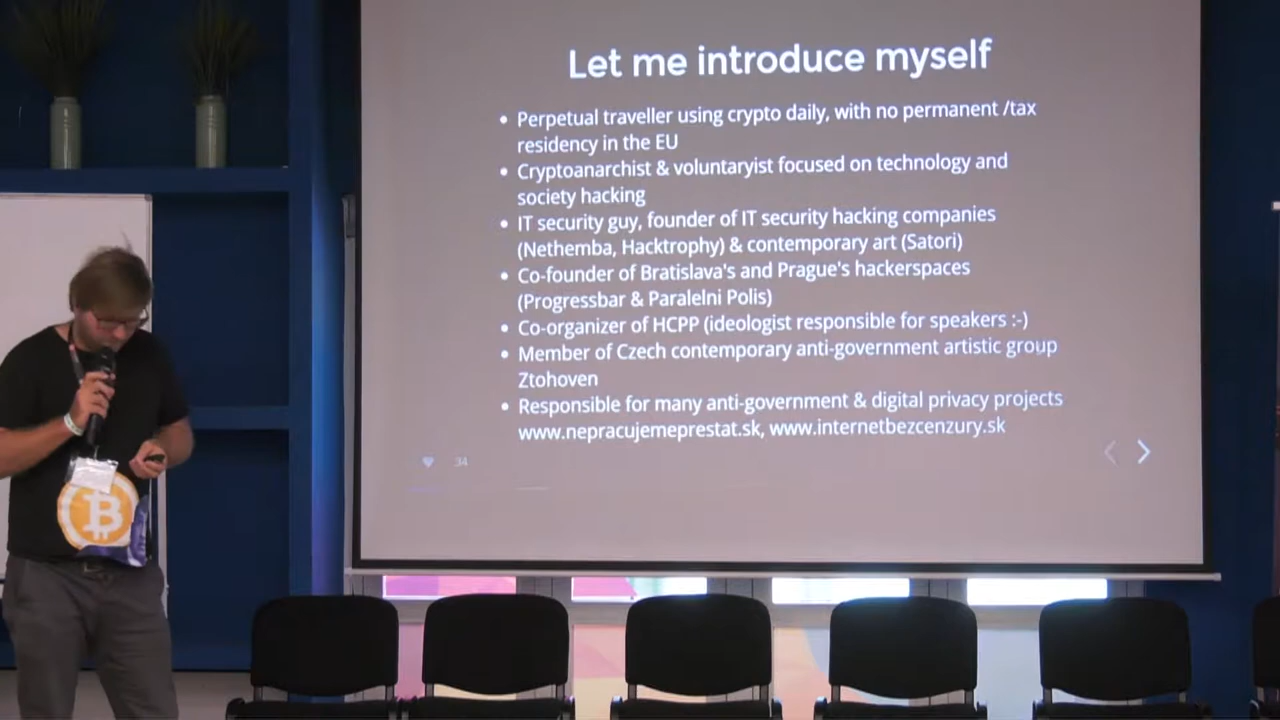 Let me introduce myself
• Perpetual traveller using crypto daily, with no permanent /tax
residency in the EU
• Cryptoanarchist & voluntaryist focused on technology and
society hacking
• IT security guy, founder of IT security hacking companies
(Nethemba, Hacktrophy) & contemporary art (Satori)
• Co-founder of Bratislava's and Prague's hackerspaces
(Progressbar & Paralelni Polis)
• Co-organizer of HCPP (ideologist responsible for speakers :-)
• Member of Czech contemporary anti-government artistic group
Ztohoven
• Responsible for many anti-government & digital privacy projects
www.nepracujemeprestat.sk, www.internetbezcenzury.sk
34